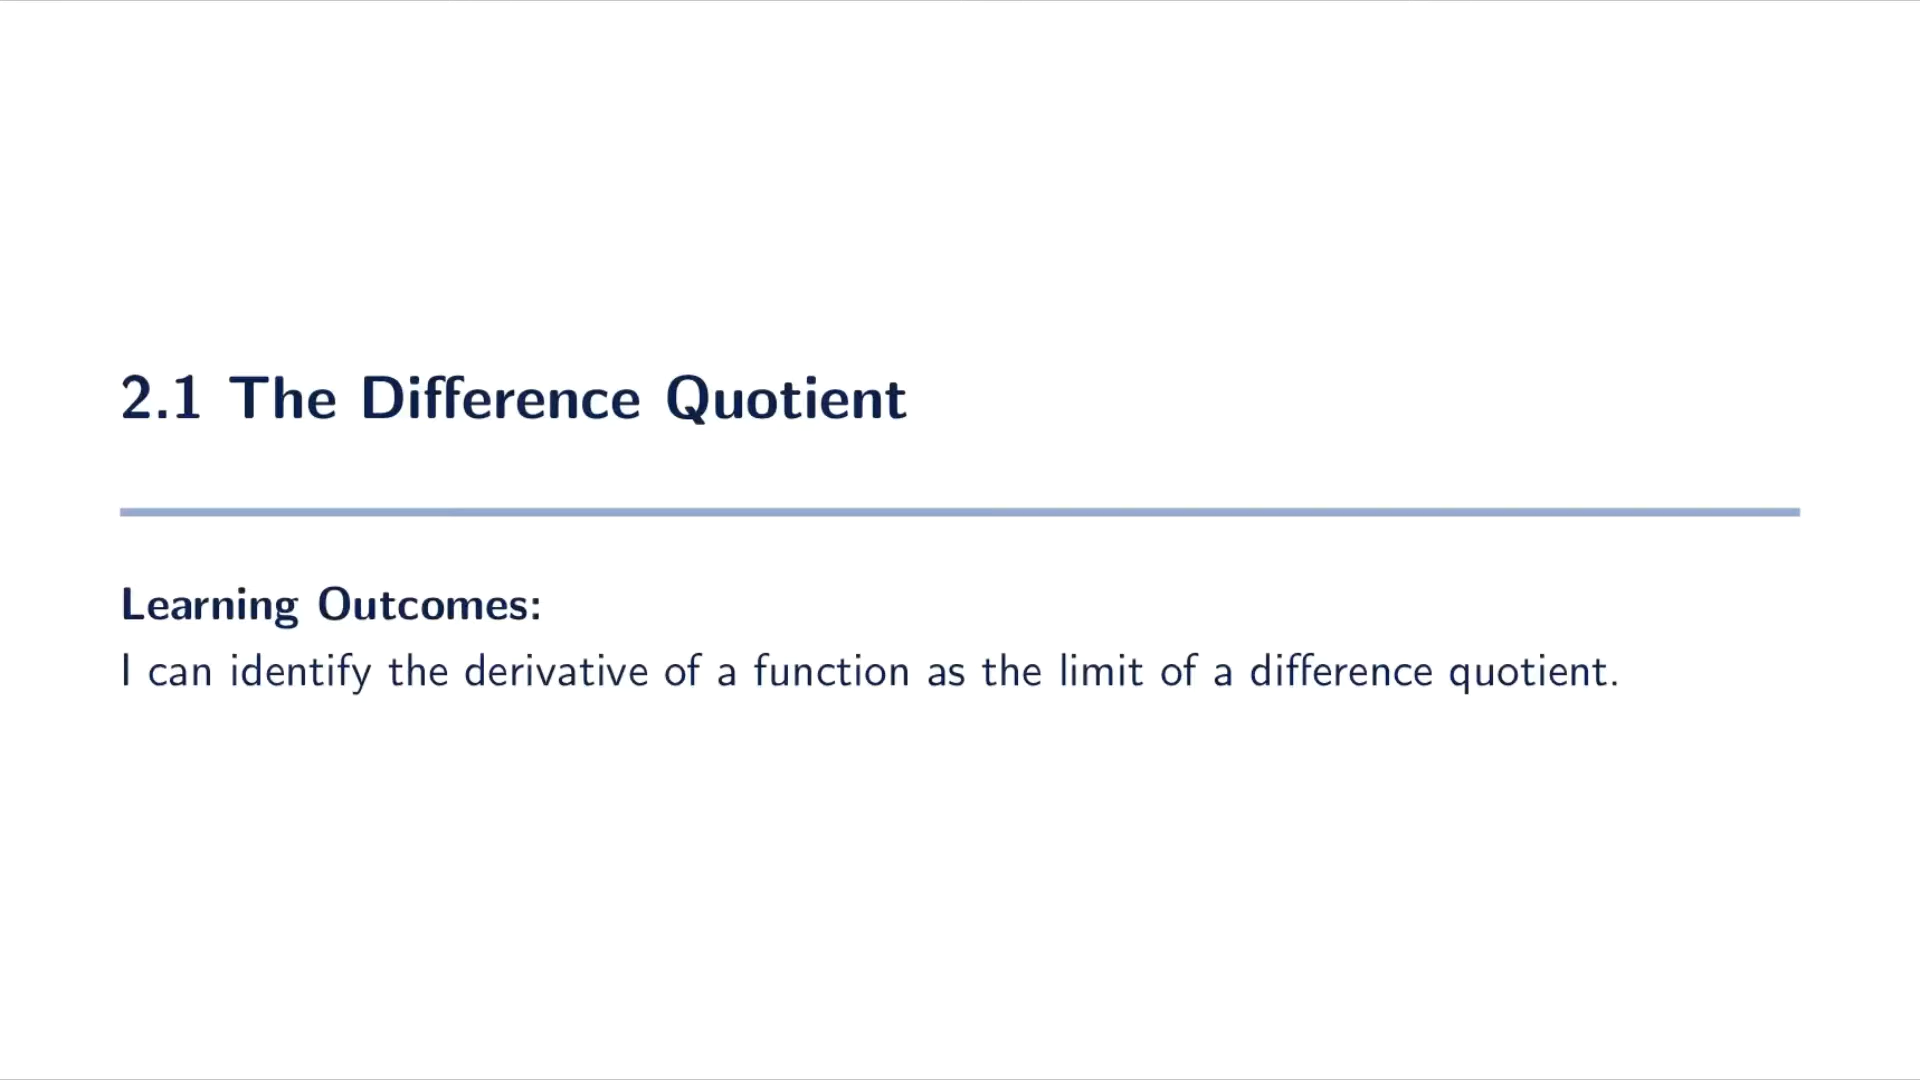 2.1 The Difference Quotient
Learning Outcomes:
I can identify the derivative of a function as the limit of a difference quotient.